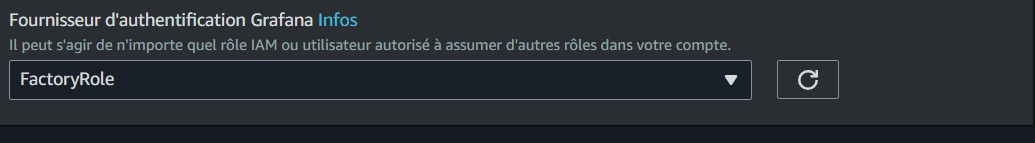 Fournisseur d'authentification Grafana Infos
Il peut s'agir de n'importe quel rôle IAM ou utilisateur autorisé à assumer d'autres rôles dans votre compte.
FactoryRole